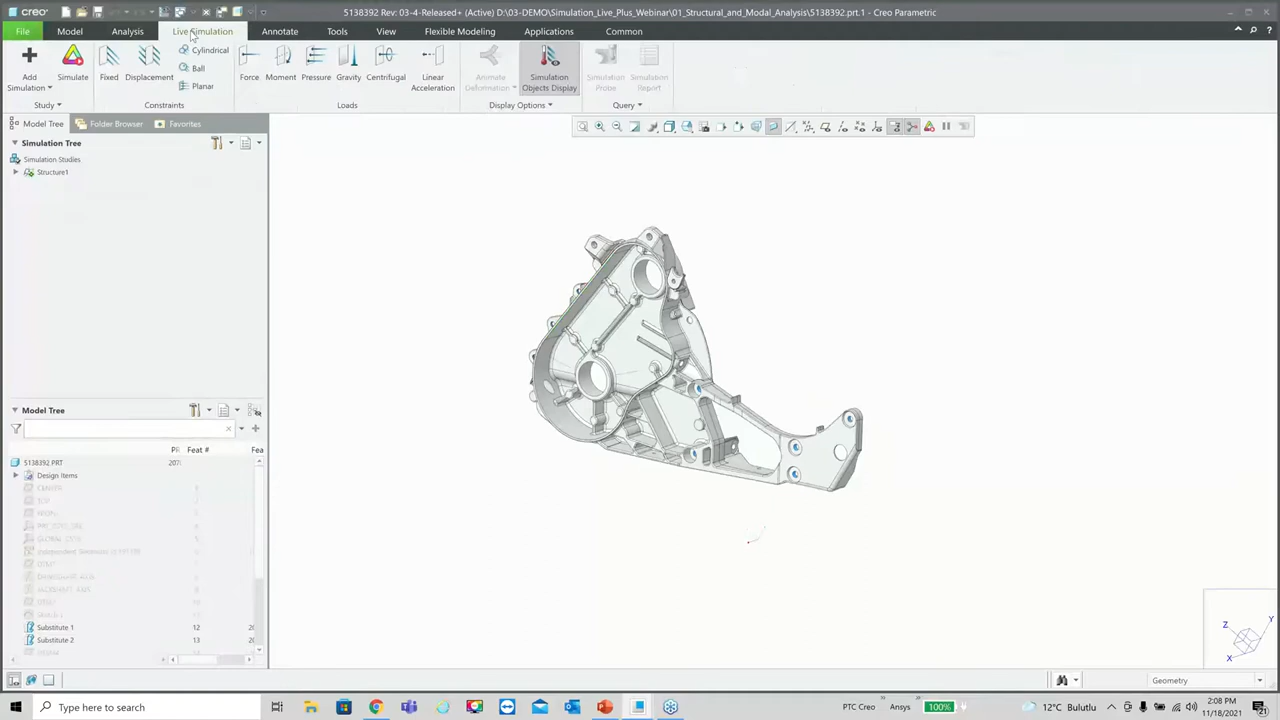 creo
5138392 Rev: 03-4-Released+ (Active) D:\03-DEMO\Simulation_Live_Plus_Webinar\01_Structural_and_Modal_Analysis\5138392.prt.1 - Creo Parametric
File Model Analysis Live Simulation Annotate Tools View Flexible Modeling Applications Common
Add Simulation
Simulate
Fixed
Displacement
Cylindrical
Ball
Planar
Force
Moment
Pressure
Gravity
Centrifugal
Linear Acceleration
Animate Deformation
Simulation Objects Display
Simulation Probe
Simulation Report
Study Constraints Loads Display Options Query
Model Tree Folder Browser Favorites
Simulation Tree
Simulation Studies
Structure1
Model Tree
Feat #
Fea
5138392.PRT
Design Items
Substitute 1 12
Substitute 2 13
Z
Y
X
Geometry
Type here to search
PTC Creo
Ansys
100%
12°C Bulutlu
2:08 PM
11/18/2021